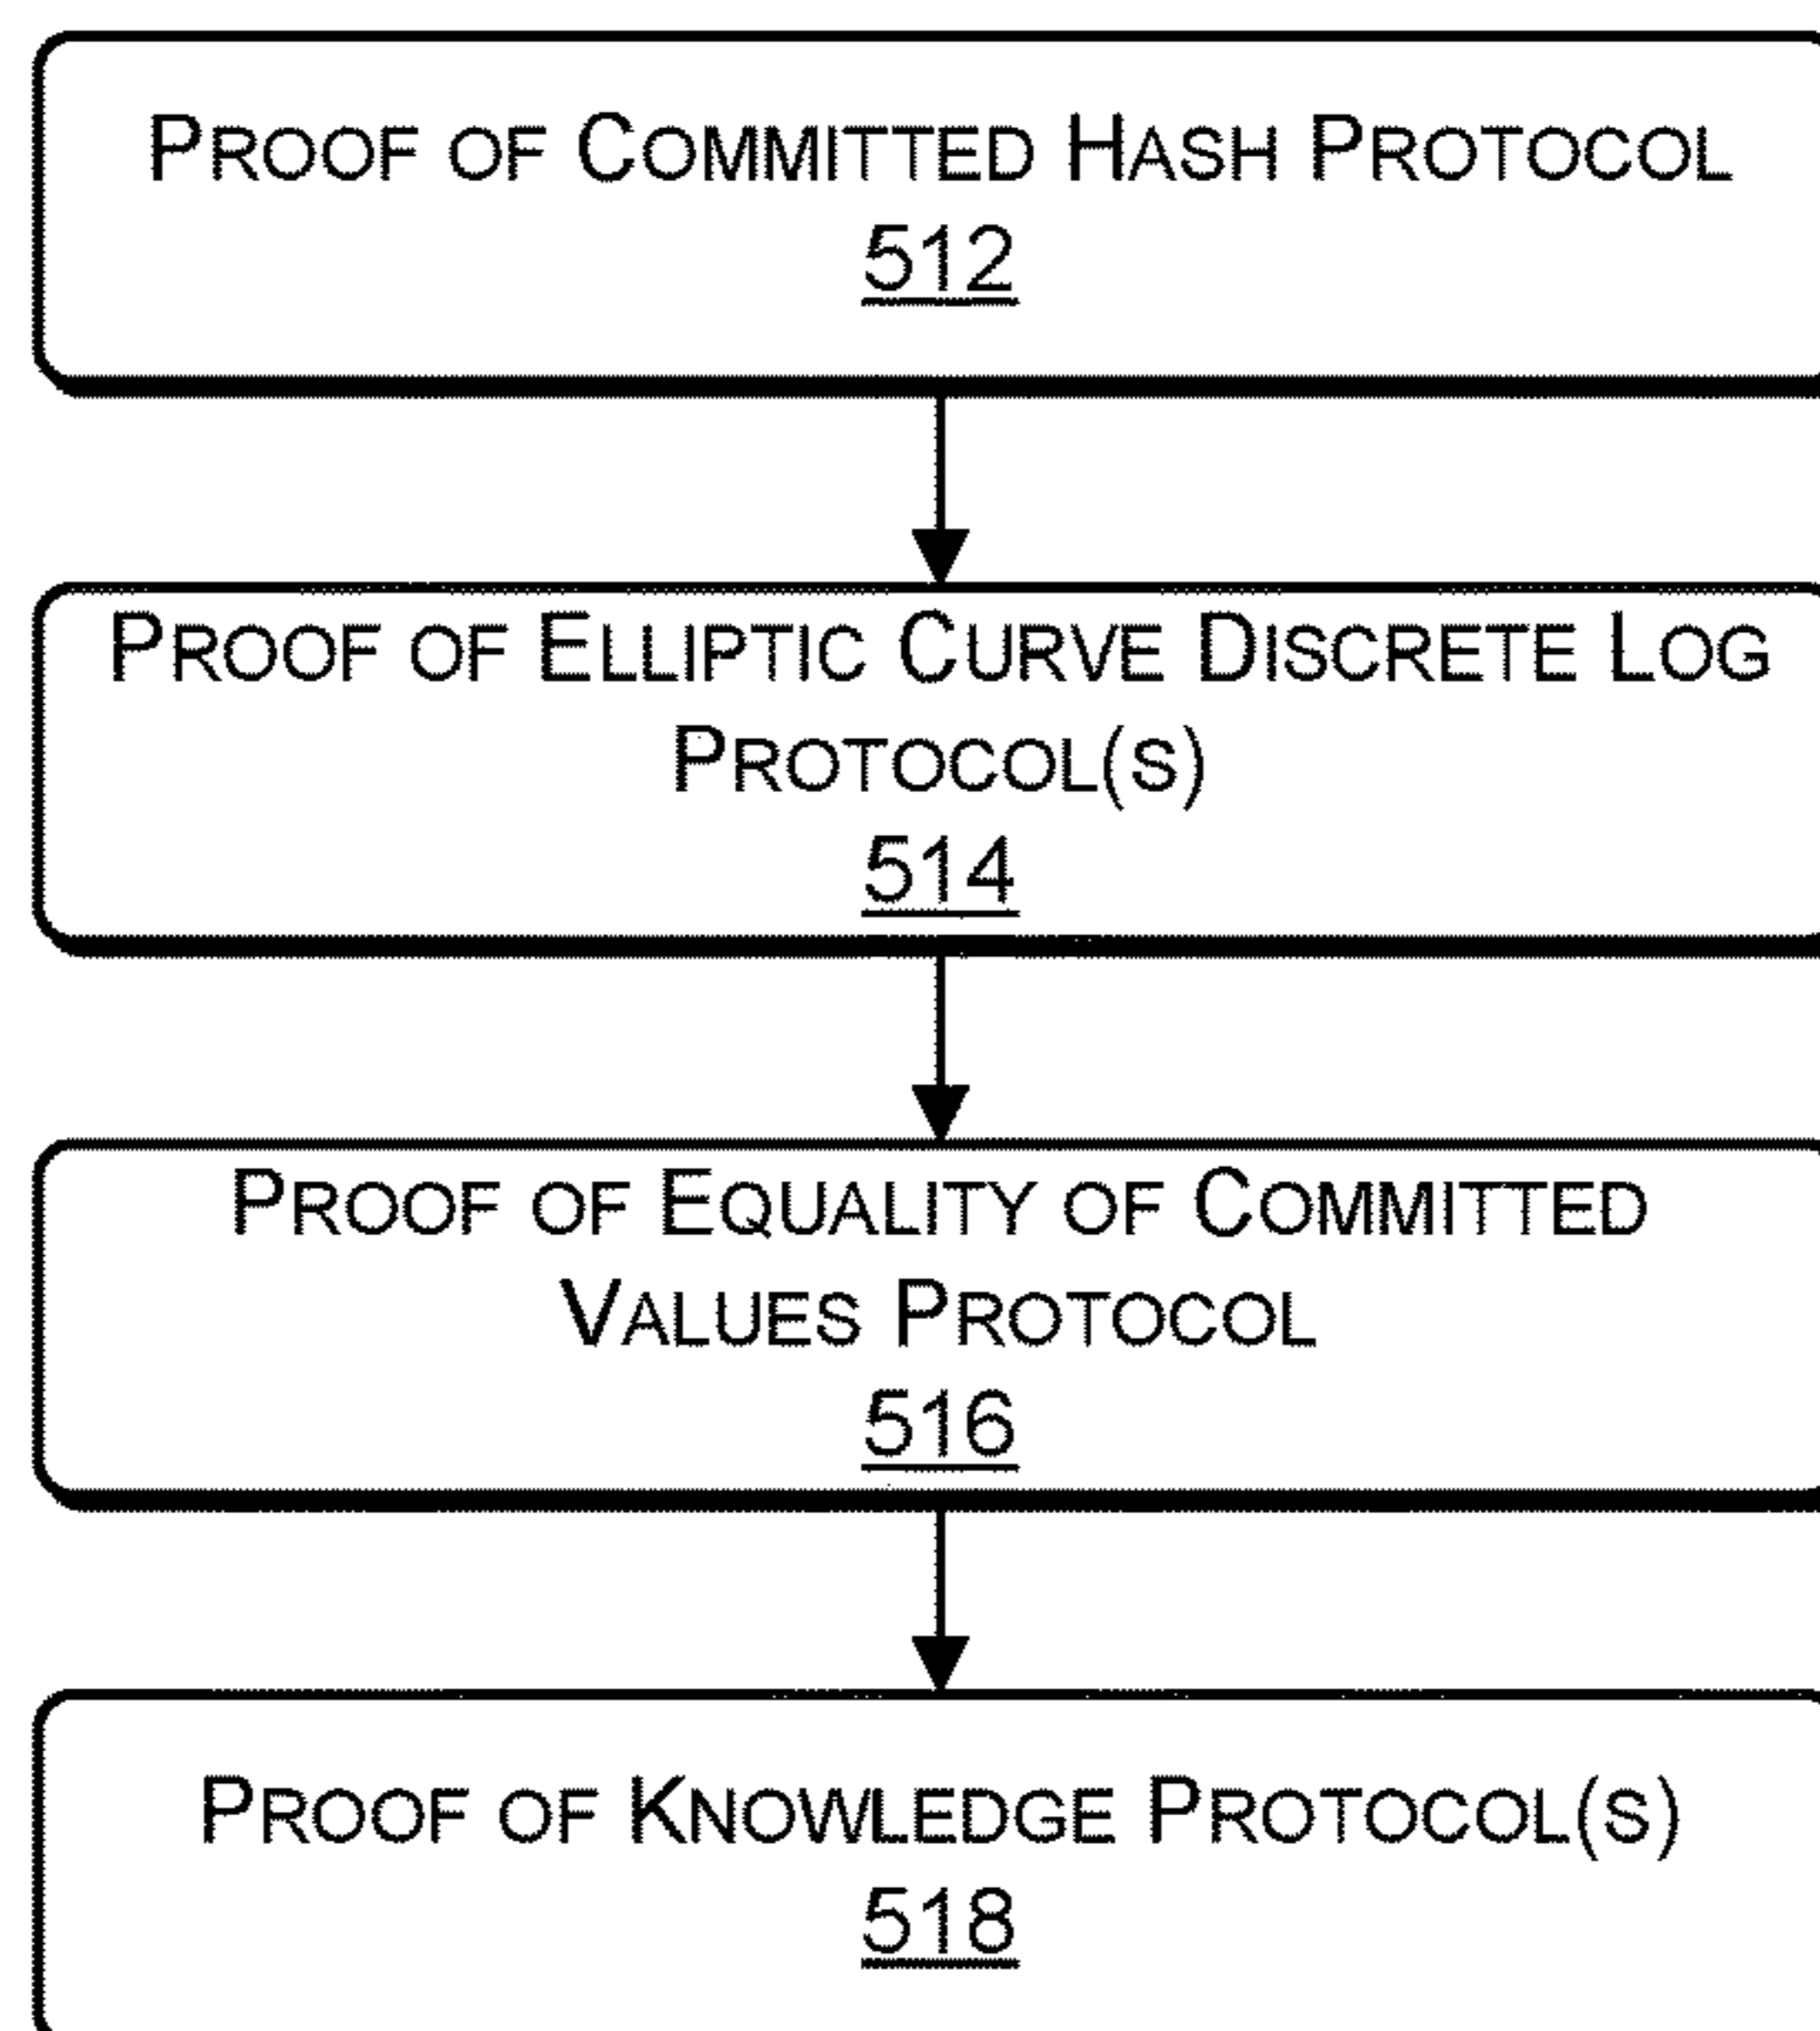 PROOF OF COMMITTED HASH PROTOCOL
512
PROOF OF ELLIPTIC CURVE DISCRETE LOG
PROTOCOL(S)
514
PROOF OF EQUALITY OF COMMITTED
VALUES PROTOCOL
516
PROOF OF KNOWLEDGE PROTOCOL(S)
518